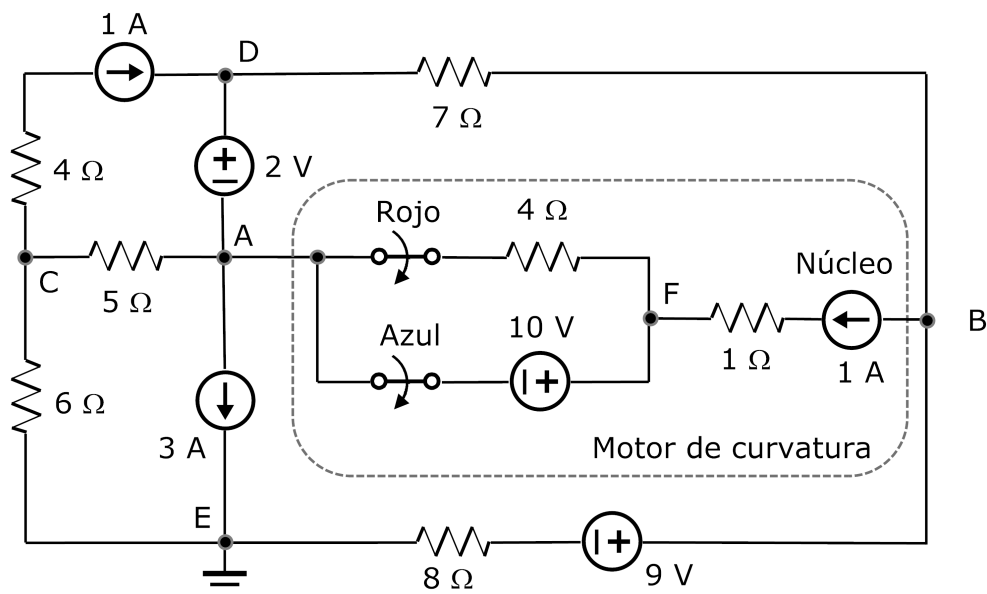 1 A
D
7 Ω
4 Ω
2 V
Rojo
4 Ω
A
Núcleo
C
5 Ω
F
B
Azul
10 V
1 Ω
1 A
6 Ω
3 A
Motor de curvatura
E
8 Ω
9 V